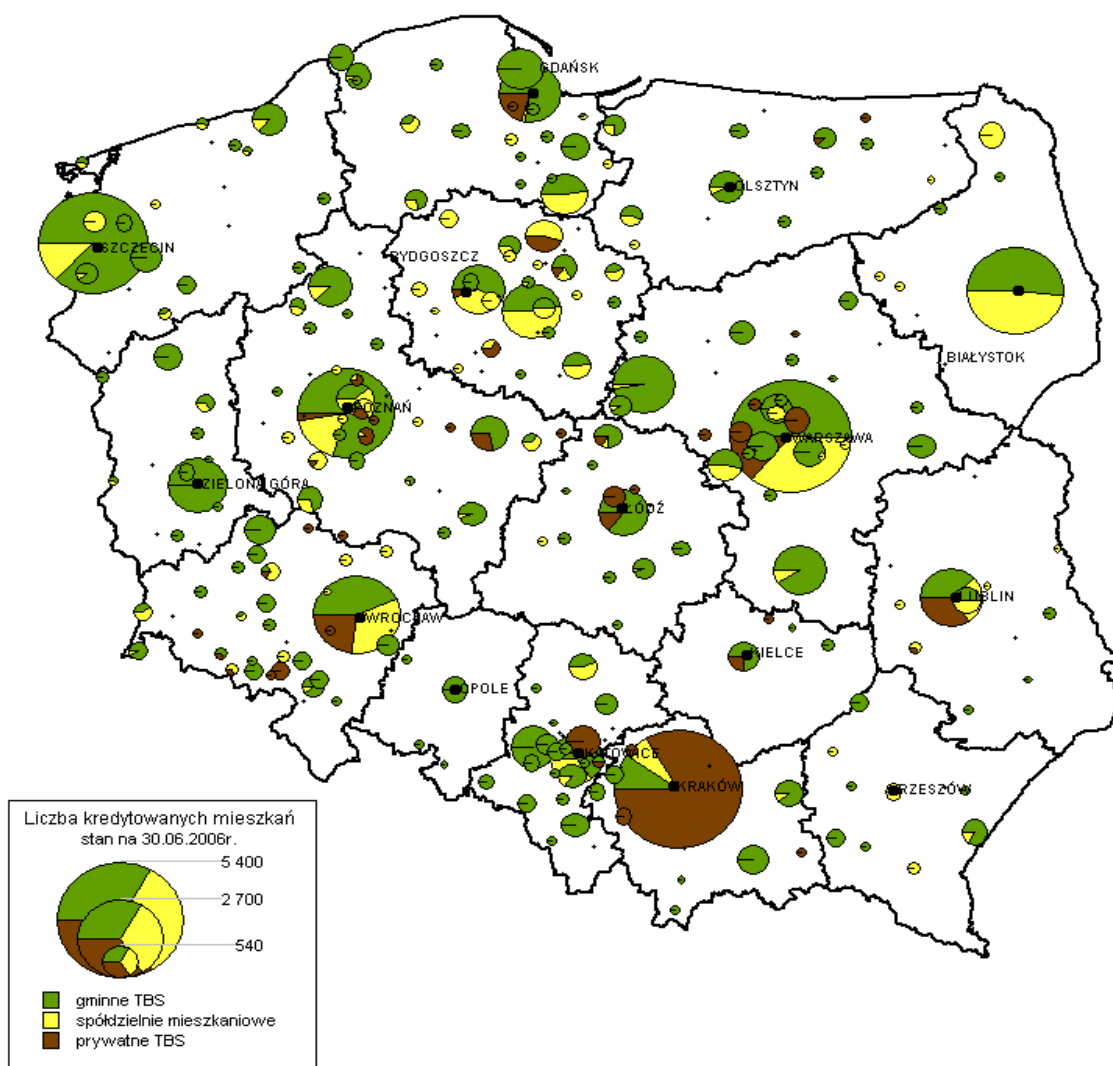 GDAŃSK
OLSZTYN
SZCZECIN
BYDGOSZCZ
BIAŁYSTOK
POZNAŃ
WARSZAWA
ZIELONA GÓRA
ŁÓDŹ
WROCŁAW
LUBLIN
KIELCE
OPOLE
KATOWICE
KRAKÓW
RZESZÓW
Liczba kredytowanych mieszkań
stan na 30.06.2006r.
5 400
2 700
540
gminne TBS
spółdzielnie mieszkaniowe
prywatne TBS